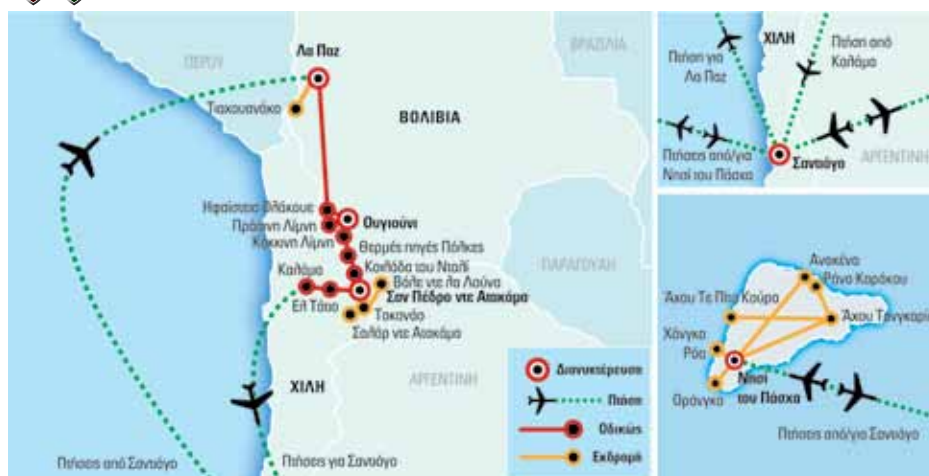 Λα Παζ
ΠΕΡΟΥ
ΒΡΑΖΙΛΙΑ
Τιαχουανάκο
ΒΟΛΙΒΙΑ
Ηφαίστειο Ολάκουε
Ουγιούνι
Πράσινη Λίμνη
Κόκκινη Λίμνη
Θερμές πηγές Πόλκες
Κοιλάδα του Νταλί
Καλάμα
Βάλε ντε λα Λούνα
Σαν Πέδρο ντε Ατακάμα
Ελ Τάτιο
Τοκονάο
Σαλάρ ντε Ατακάμα
ΠΑΡΑΓΟΥΑΗ
ΧΙΛΗ
ΑΡΓΕΝΤΙΝΗ
Πτήσεις από Σαντιάγο
Πτήσεις για Σαντιάγο
Διανυκτέρευση
Πτήση
Οδικώς
Εκδρομή
ΧΙΛΗ
Πτήση για
Λα Παζ
Πτήση από
Καλάμα
Πτήσεις από/για
Νησί του Πάσχα
Σαντιάγο
ΑΡΓΕΝΤΙΝΗ
Ανακένα
Ράνο Καράκου
Άχου Τε Πίτο Κούρα
Άχου Τονγκαρίκι
Χάνγκα
Ρόα
Νησί
του Πάσχα
Ορόνγκο
Πτήσεις από/για Σαντιάγο